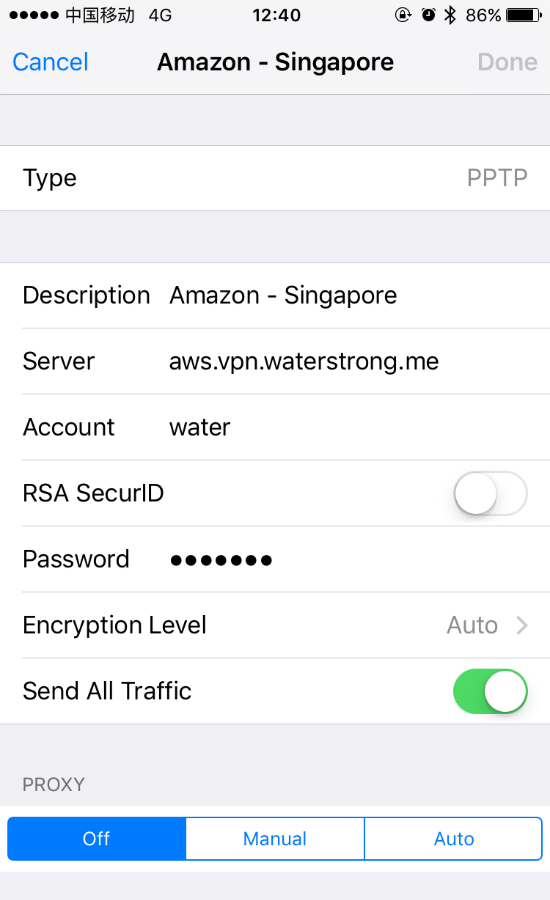 中国移动 4G 12:40 86%
Cancel Amazon - Singapore Done
Type PPTP
Description Amazon - Singapore
Server aws.vpn.waterstrong.me
Account water
RSA SecurID
Password •••••••
Encryption Level Auto
Send All Traffic
PROXY
Off Manual Auto